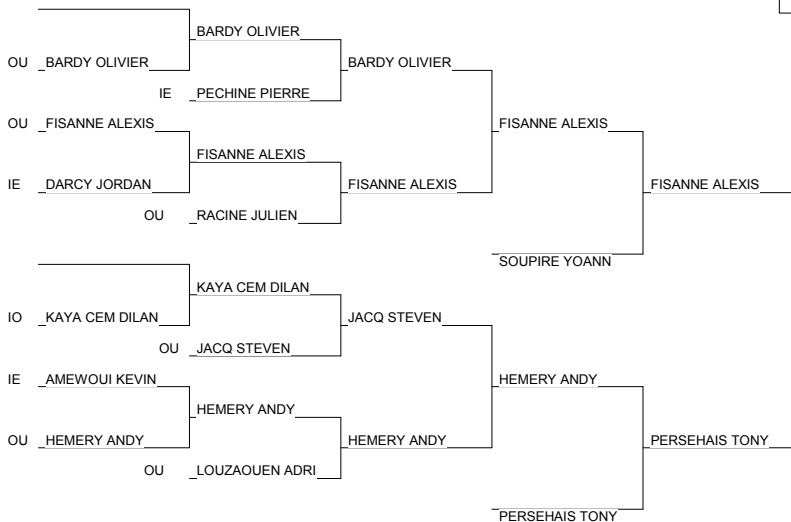 BARDY OLIVIER
OU BARDY OLIVIER BARDY OLIVIER
IE PECHINE PIERRE
OU FISANNE ALEXIS FISANNE ALEXIS
FISANNE ALEXIS
IE DARCY JORDAN FISANNE ALEXIS FISANNE ALEXIS
OU RACINE JULIEN
SOUPIRE YOANN
KAYA CEM DILAN
IO KAYA CEM DILAN JACQ STEVEN
OU JACQ STEVEN
IE AMEWOUI KEVIN HEMERY ANDY
HEMERY ANDY
OU HEMERY ANDY HEMERY ANDY PERSEHAIS TONY
OU LOUZAOUEN ADRI
PERSEHAIS TONY